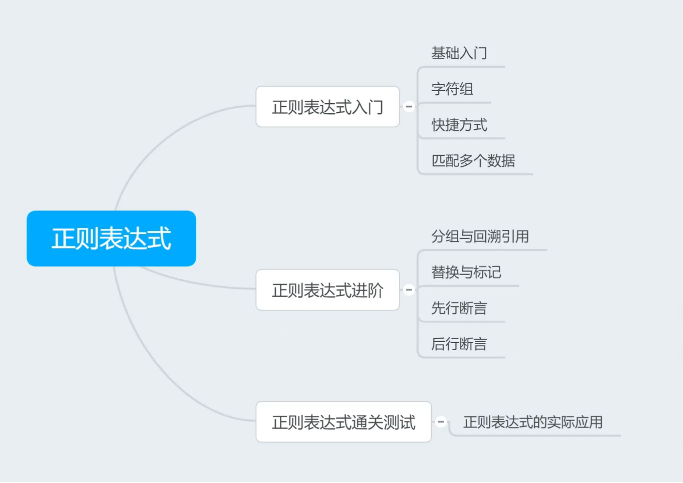 正则表达式
正则表达式入门
基础入门
字符组
快捷方式
匹配多个数据
正则表达式进阶
分组与回溯引用
替换与标记
先行断言
后行断言
正则表达式通关测试
正则表达式的实际应用